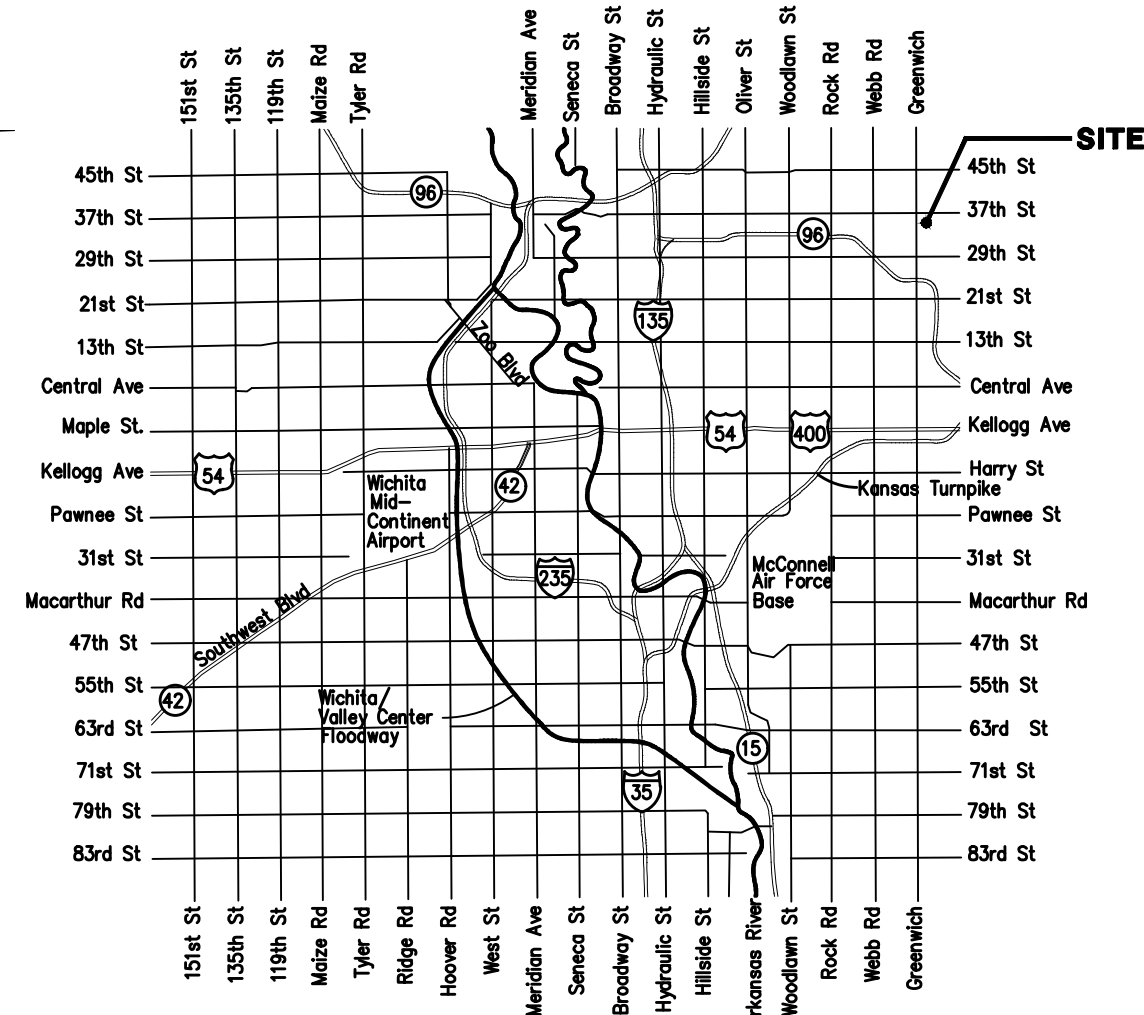 151st St
135th St
119th St
Maize Rd
Tyler Rd
Meridian Ave
Seneca St
Broadway St
Hydraulic St
Hillside St
Oliver St
Woodlawn St
Rock Rd
Webb Rd
Greenwich
SITE
45th St
45th St
96
37th St
37th St
96
29th St
29th St
21st St
21st St
135
Zoo Blvd
13th St
13th St
Central Ave
Central Ave
Maple St.
54
400
Kellogg Ave
Kellogg Ave
54
Harry St
42
Wichita
Mid-
Continent
Airport
Kansas Turnpike
Pawnee St
Pawnee St
31st St
31st St
235
McConnell
Air Force
Base
Macarthur Rd
Macarthur Rd
Southwest Blvd
47th St
47th St
55th St
55th St
42
Wichita/
Valley Center
Floodway
63rd St
63rd St
15
71st St
71st St
35
79th St
79th St
83rd St
83rd St
151st St
135th St
119th St
Maize Rd
Tyler Rd
Ridge Rd
Hoover Rd
West St
Meridian Ave
Seneca St
Broadway St
Hydraulic St
Hillside St
rkansas River
Woodlawn St
Rock Rd
Webb Rd
Greenwich